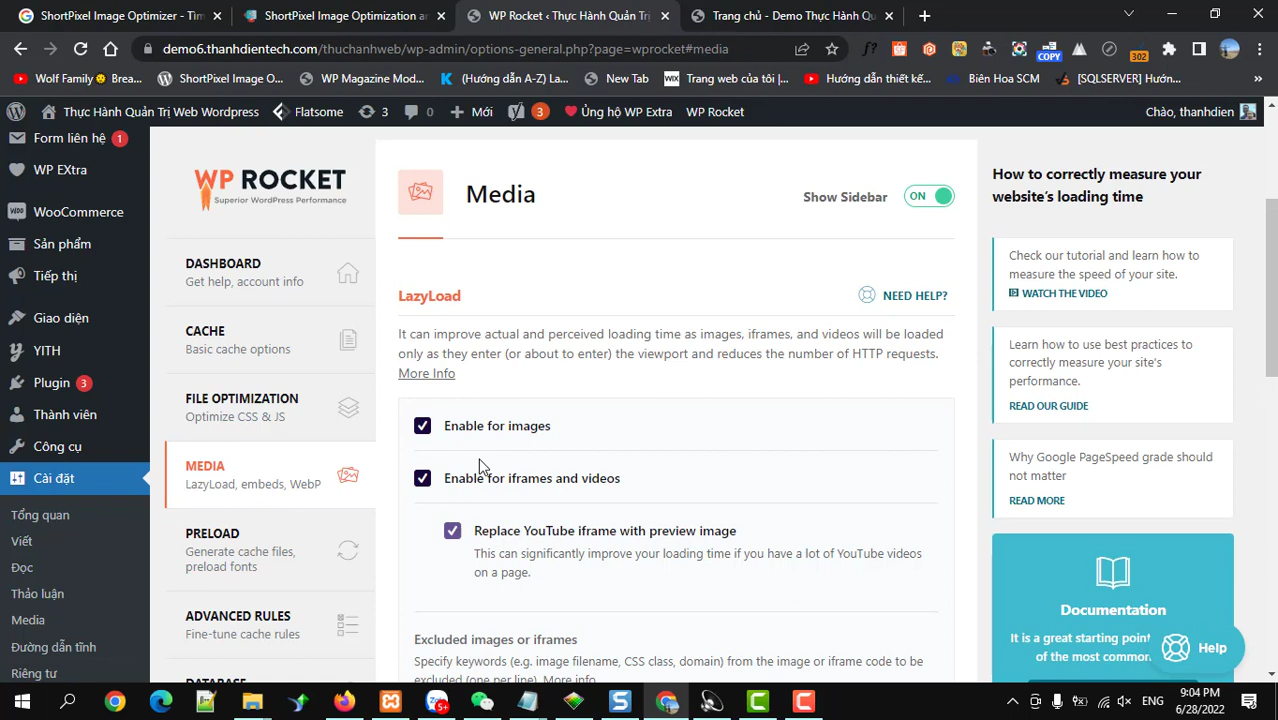 ShortPixel Image Optimizer - Tìm
ShortPixel Image Optimization an
WP Rocket ‹ Thực Hành Quản Trị
Trang chủ - Demo Thực Hành Qu
demo6.thanhdientech.com/thuchanhweb/wp-admin/options-general.php?page=wprocket#media
COPY
302
Wolf Family Brea...
ShortPixel Image O...
WP Magazine Mod...
(Hướng dẫn A-Z) La...
New Tab
WIX
Trang web của tôi |...
Hướng dẫn thiết kế...
Biên Hoa SCM
[SQLSERVER] Hướn...
Thực Hành Quản Trị Web Wordpress
Flatsome
3
0
Mới
3
Ủng hộ WP Extra
WP Rocket
Chào, thanhdien
Form liên hệ 1
WP EXtra
WooCommerce
Sản phẩm
Tiếp thị
Giao diện
YITH
Plugin 3
Thành viên
Công cụ
Cài đặt
Tổng quan
Viết
Đọc
Thảo luận
Media
Đường dẫn tĩnh
Riêng tư
WP ROCKET
Superior WordPress Performance
DASHBOARD
Get help, account info
CACHE
Basic cache options
FILE OPTIMIZATION
Optimize CSS & JS
MEDIA
LazyLoad, embeds, WebP
PRELOAD
Generate cache files,
preload fonts
ADVANCED RULES
Fine-tune cache rules
DATABASE
Media
Show Sidebar
ON
LazyLoad
NEED HELP?
It can improve actual and perceived loading time as images, iframes, and videos will be loaded
only as they enter (or about to enter) the viewport and reduces the number of HTTP requests.
More Info
Enable for images
Enable for iframes and videos
Replace YouTube iframe with preview image
This can significantly improve your loading time if you have a lot of YouTube videos
on a page.
Excluded images or iframes
Specify keywords (e.g. image filename, CSS class, domain) from the image or iframe code to be
excluded (one per line). More info
How to correctly measure your
website's loading time
Check our tutorial and learn how to
measure the speed of your site.
WATCH THE VIDEO
Learn how to use best practices to
correctly measure your site's
performance.
READ OUR GUIDE
Why Google PageSpeed grade should
not matter
READ MORE
Documentation
It is a great starting point
of the most common
Help
5+
ENG
9:04 PM
6/28/2022